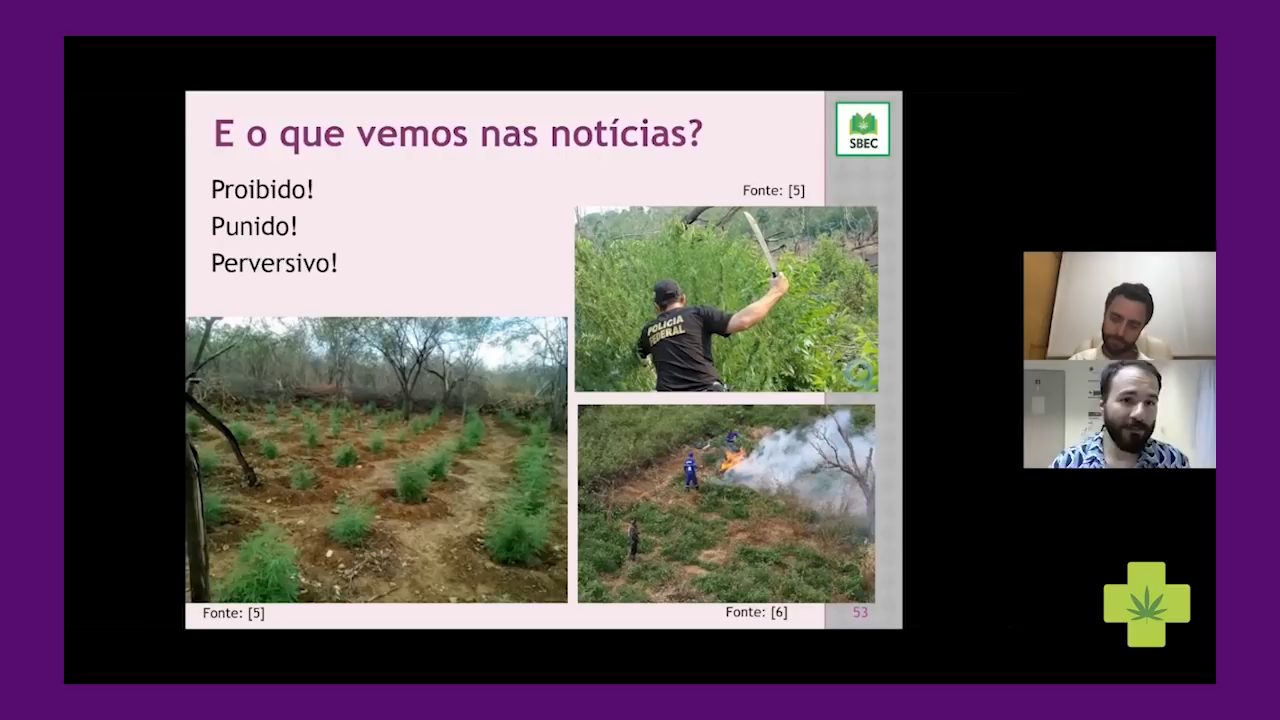 E o que vemos nas notícias?
SBEC
Proibido!
Punido!
Perversivo!
Fonte: [5]
POLÍCIA
FEDERAL
Fonte: [5]
Fonte: [6]
53